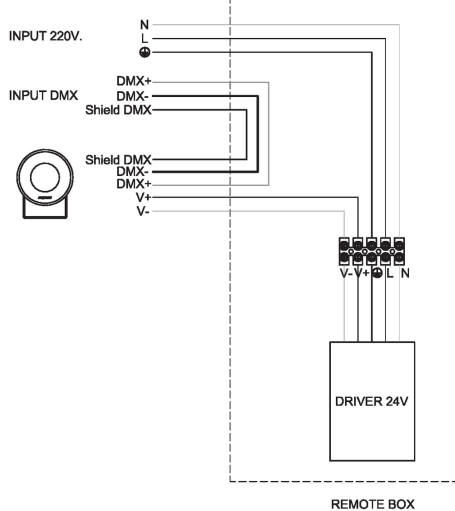 N
INPUT 220V.
L
DMX+
INPUT DMX
DMX-
Shield DMX
Shield DMX
DMX-
DMX+
V+
V-
V- V+ L N
DRIVER 24V
REMOTE BOX